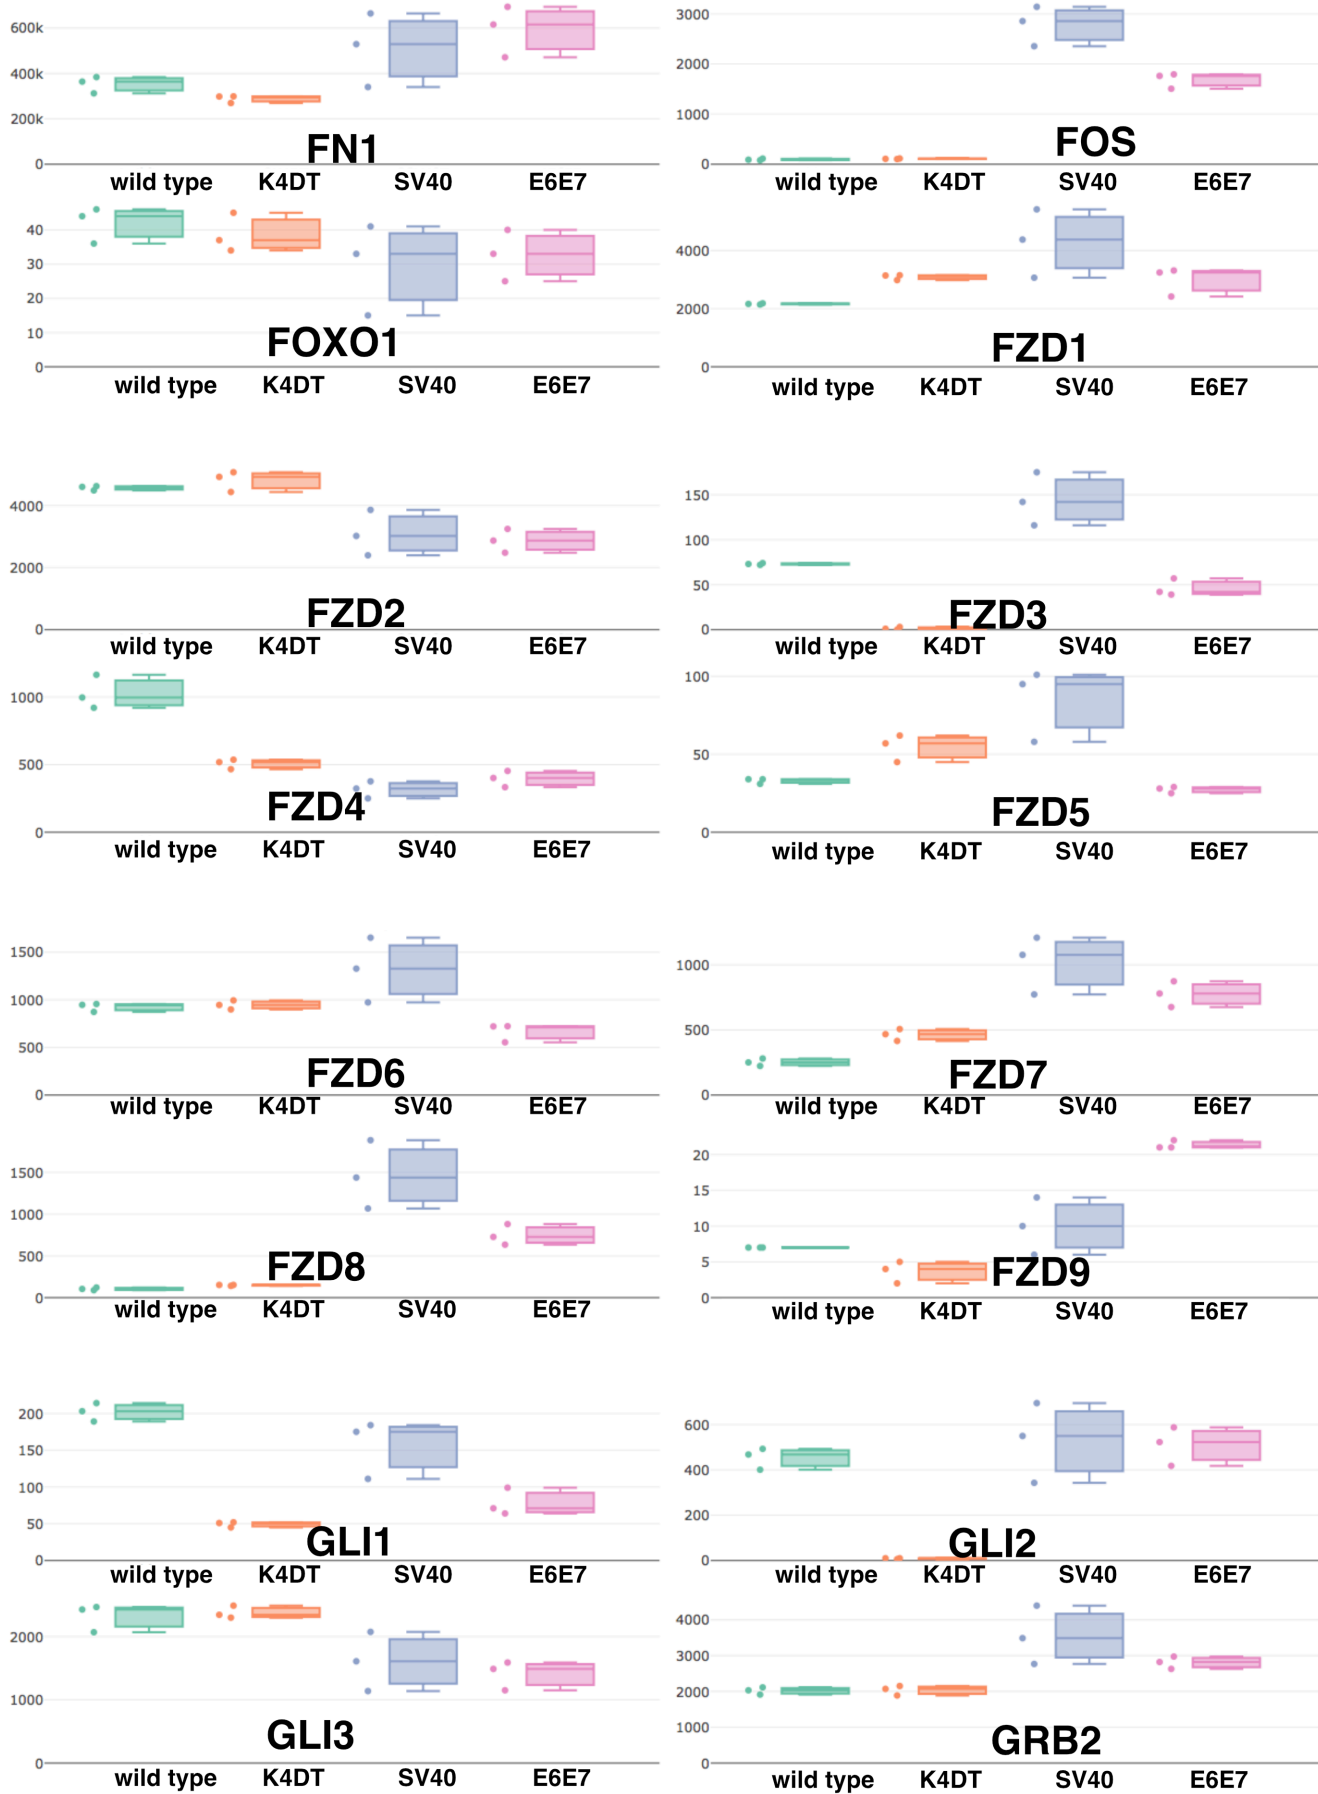 600k
400k
200k
0
FN1
wild type K4DT SV40 E6E7
3000
2000
1000
0
FOS
wild type K4DT SV40 E6E7
40
30
20
10
0
FOXO1
wild type K4DT SV40 E6E7
4000
2000
0
FZD1
wild type K4DT SV40 E6E7
4000
2000
0
FZD2
wild type K4DT SV40 E6E7
150
100
50
0
FZD3
wild type K4DT SV40 E6E7
1000
500
0
FZD4
wild type K4DT SV40 E6E7
100
50
0
FZD5
wild type K4DT SV40 E6E7
1500
1000
500
0
FZD6
wild type K4DT SV40 E6E7
1000
500
0
FZD7
wild type K4DT SV40 E6E7
1500
1000
500
0
FZD8
wild type K4DT SV40 E6E7
20
15
10
5
0
FZD9
wild type K4DT SV40 E6E7
200
150
100
50
0
GLI1
wild type K4DT SV40 E6E7
600
400
200
0
GLI2
wild type K4DT SV40 E6E7
2000
1000
0
GLI3
wild type K4DT SV40 E6E7
4000
3000
2000
1000
0
GRB2
wild type K4DT SV40 E6E7